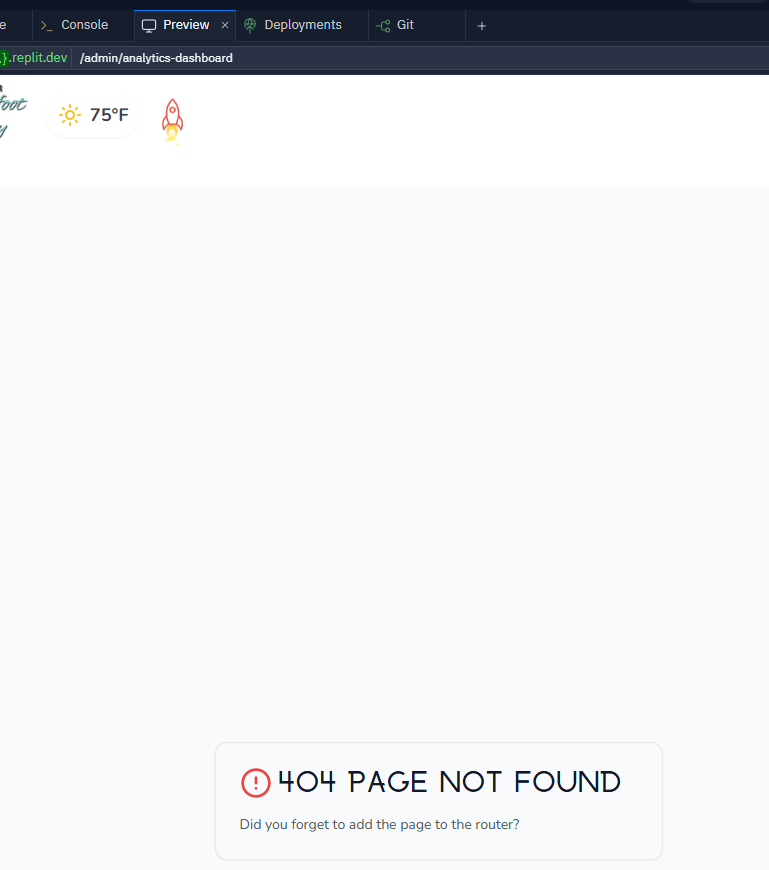 Console
Preview
Deployments
Git
.replit.dev /admin/analytics-dashboard
foot
75°F
404 PAGE NOT FOUND
Did you forget to add the page to the router?